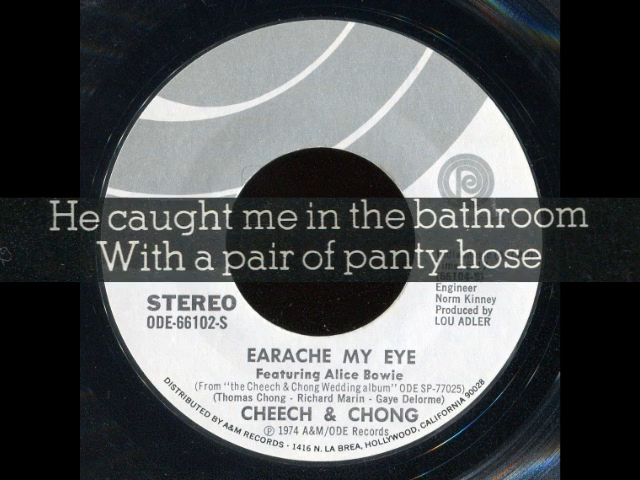 He caught me in the bathroom
With a pair of panty hose
Engineer
Norm Kinney
Produced by
LOU ADLER
STEREO
ODE-66102-S
EARACHE MY EYE
Featuring Alice Bowie
(From "the Cheech & Chong Wedding album" ODE SP-77025)
(Thomas Chong - Richard Marin - Gaye Delorme)
CHEECH & CHONG
℗ 1974 A&M/ODE Records
DISTRIBUTED BY A&M RECORDS · 1416 N. LA BREA, HOLLYWOOD, CALIFORNIA 90028